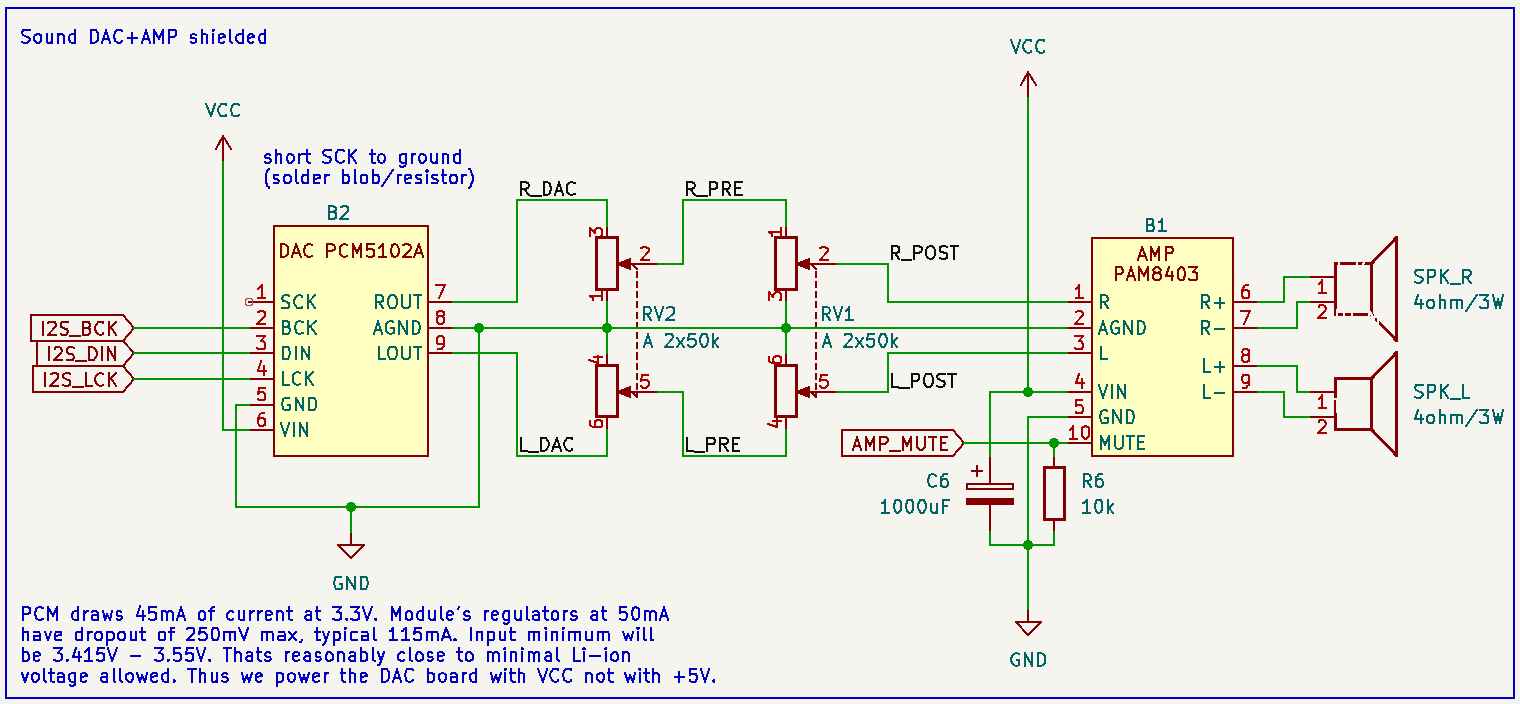 Sound DAC+AMP shielded
VCC
VCC
short SCK to ground
(solder blob/resistor)
R_DAC
R_PRE
B2
DAC PCM5102A
1 SCK
2 BCK
3 DIN
4 LCK
5 GND
6 VIN
ROUT 7
AGND 8
LOUT 9
I2S_BCK
I2S_DIN
I2S_LCK
3
2
1
RV2
A 2x50k
4
5
6
1
2
3
RV1
A 2x50k
6
5
4
L_DAC
L_PRE
R_POST
L_POST
B1
AMP
PAM8403
1 R
2 AGND
3 L
4 VIN
5 GND
10 MUTE
R+ 6
R- 7
L+ 8
L- 9
1
2
SPK_R
4ohm/3W
1
2
SPK_L
4ohm/3W
AMP_MUTE
+
C6
1000uF
R6
10k
GND
GND
PCM draws 45mA of current at 3.3V. Module's regulators at 50mA
have dropout of 250mV max, typical 115mA. Input minimum will
be 3.415V - 3.55V. Thats reasonably close to minimal Li-ion
voltage allowed. Thus we power the DAC board with VCC not with +5V.